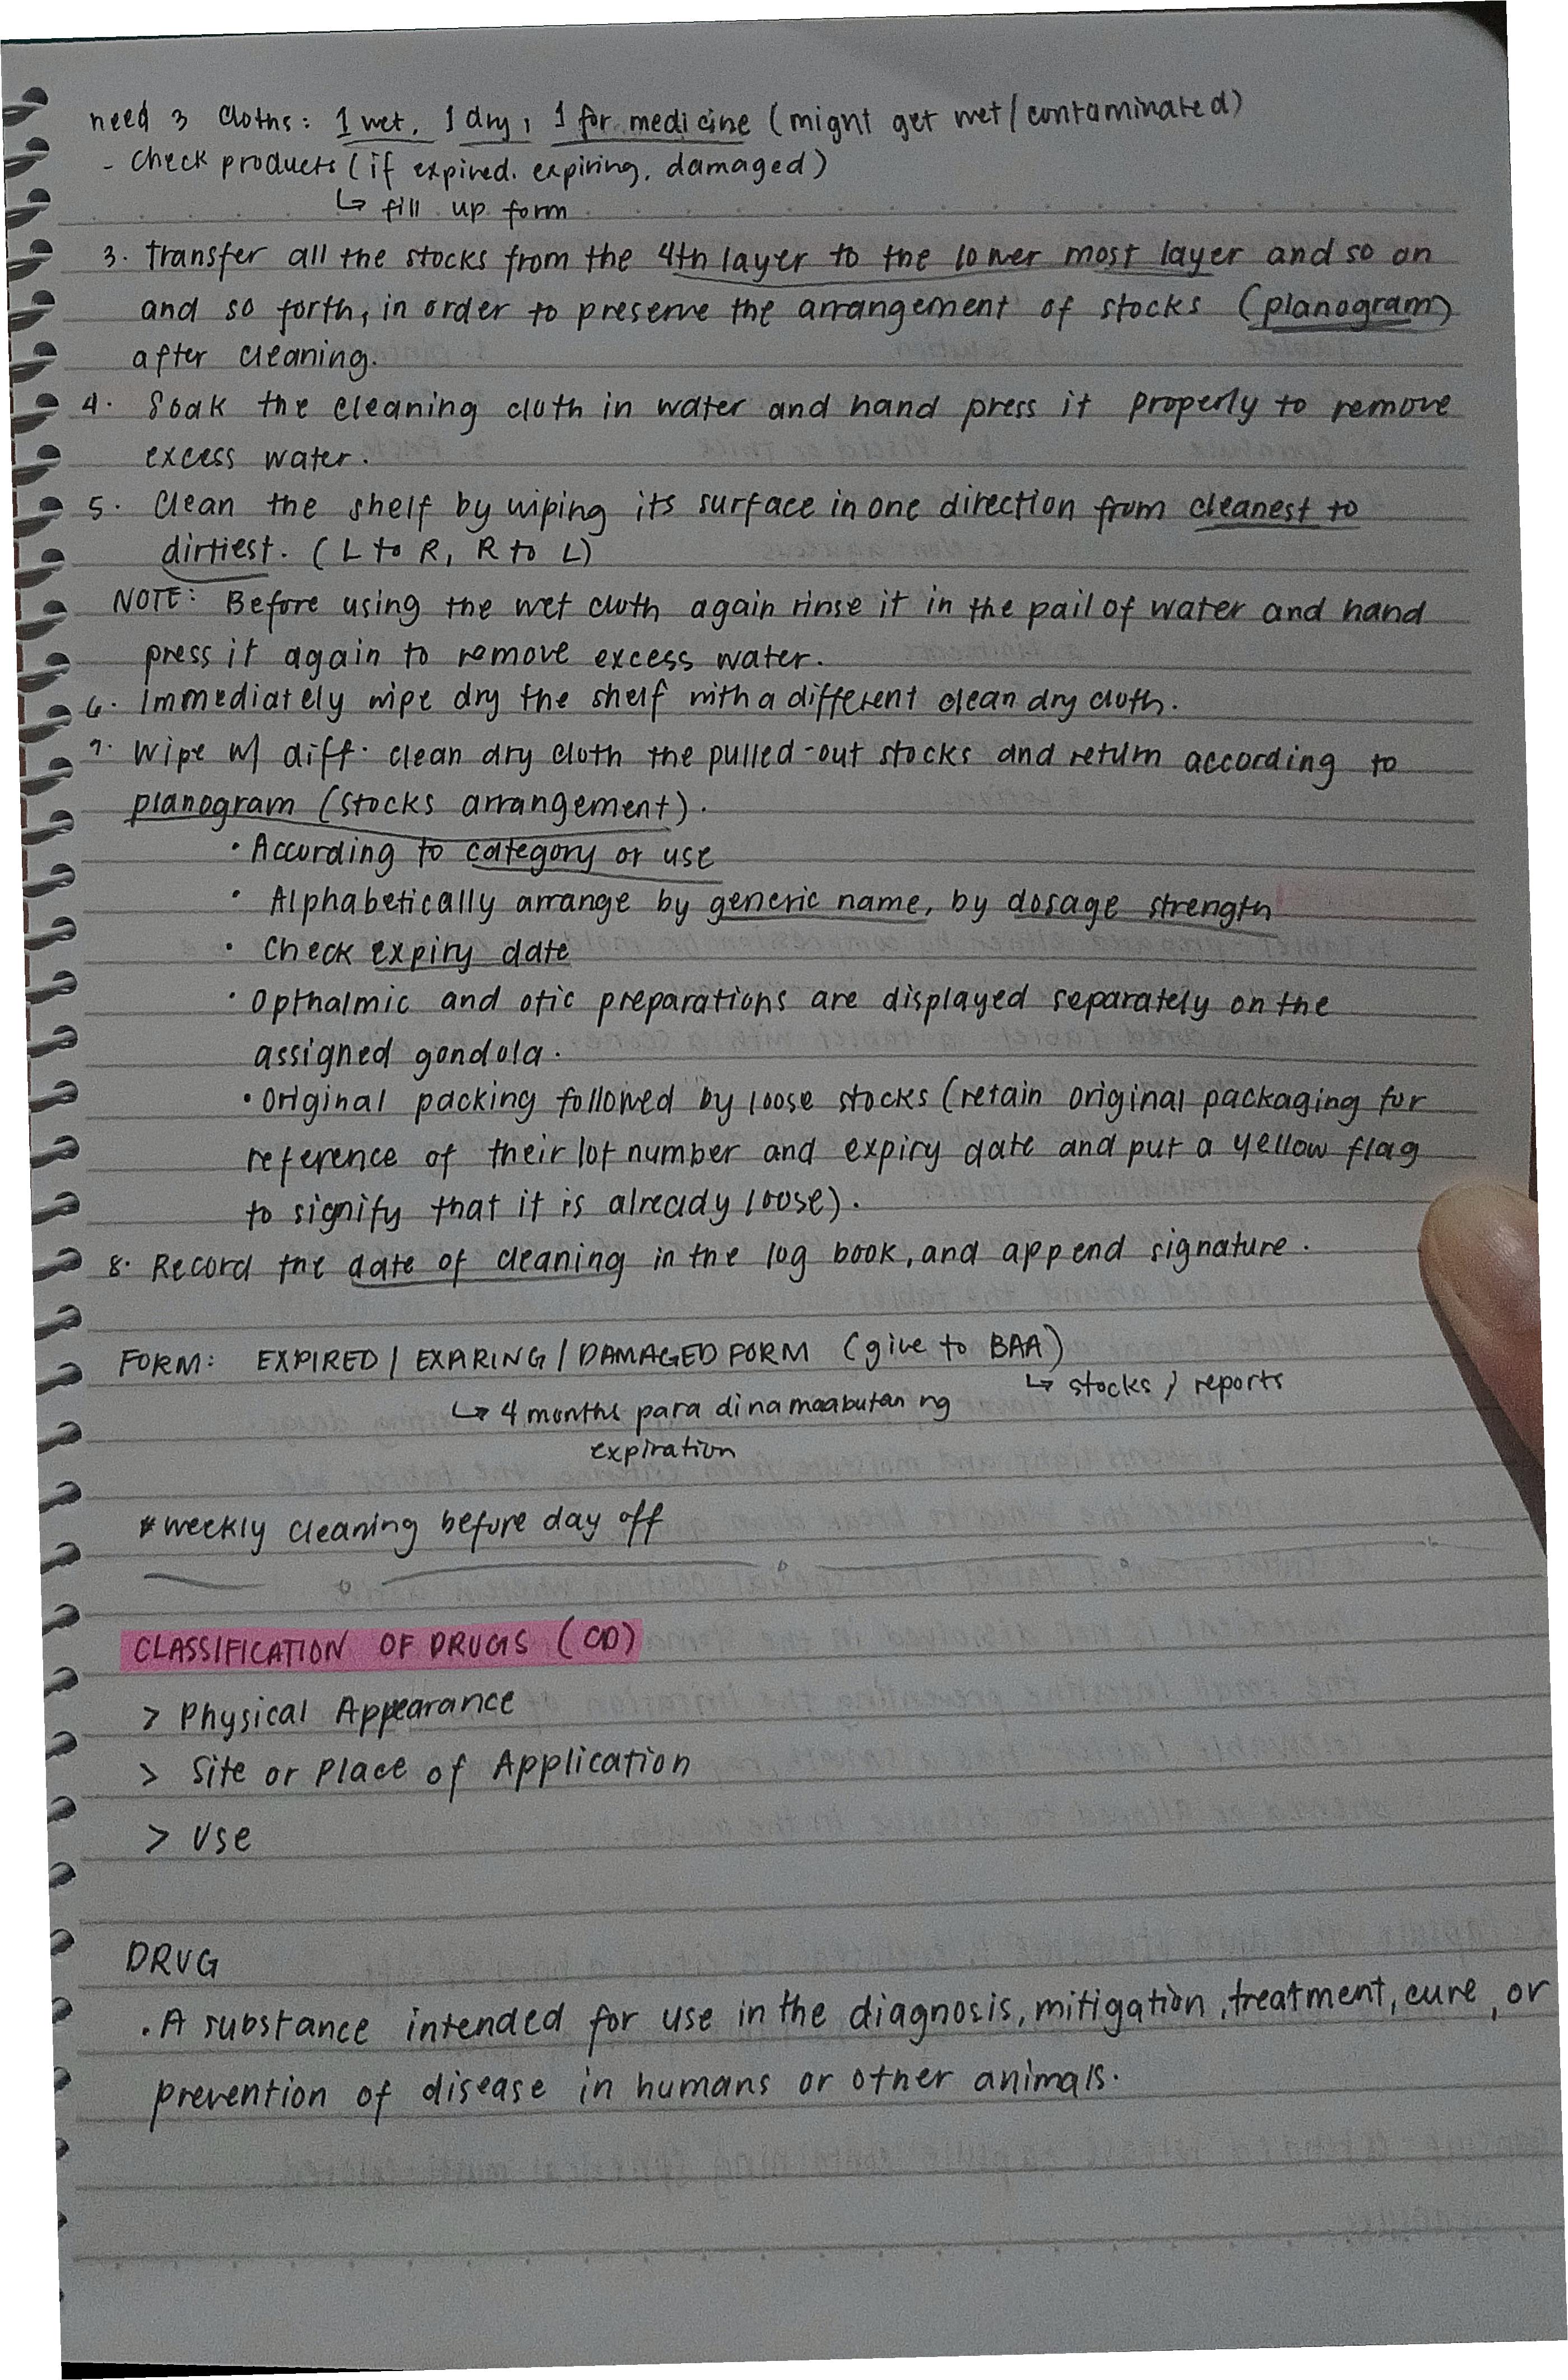 need 3 cloths: 1 wet, 1 dry, 1 for medicine (might get wet/contaminated)
- check products (if expired, expiring, damaged)
↳ fill up form
3. Transfer all the stocks from the 4th layer to the lower most layer and so on
and so forth, in order to preserve the arrangement of stocks (planogram)
after cleaning.
4. Soak the cleaning cloth in water and hand press it properly to remove
excess water.
5. Clean the shelf by wiping its surface in one direction from cleanest to
dirtiest. (L to R, R to L)
NOTE: Before using the wet cloth again rinse it in the pail of water and hand
press it again to remove excess water.
6. Immediately wipe dry the shelf with a different clean dry cloth.
7. Wipe w/ diff. clean dry cloth the pulled-out stocks and return according to
planogram (stocks arrangement).
• According to category or use
• Alphabetically arrange by generic name, by dosage strength
• Check expiry date
• Opthalmic and otic preparations are displayed separately on the
assigned gondola.
• Original packing followed by loose stocks (retain original packaging for
reference of their lot number and expiry date and put a yellow flag
to signify that it is already loose).
8. Record the date of cleaning in the log book, and append signature.
FORM: EXPIRED / EXPIRING / DAMAGED FORM (give to BAA)
↳ stocks & reports
↳ 4 months para di na maabutan ng
expiration
* weekly cleaning before day off
CLASSIFICATION OF DRUGS (CD)
> Physical Appearance
> Site or Place of Application
> Use
DRUG
. A substance intended for use in the diagnosis, mitigation, treatment, cure, or
prevention of disease in humans or other animals.